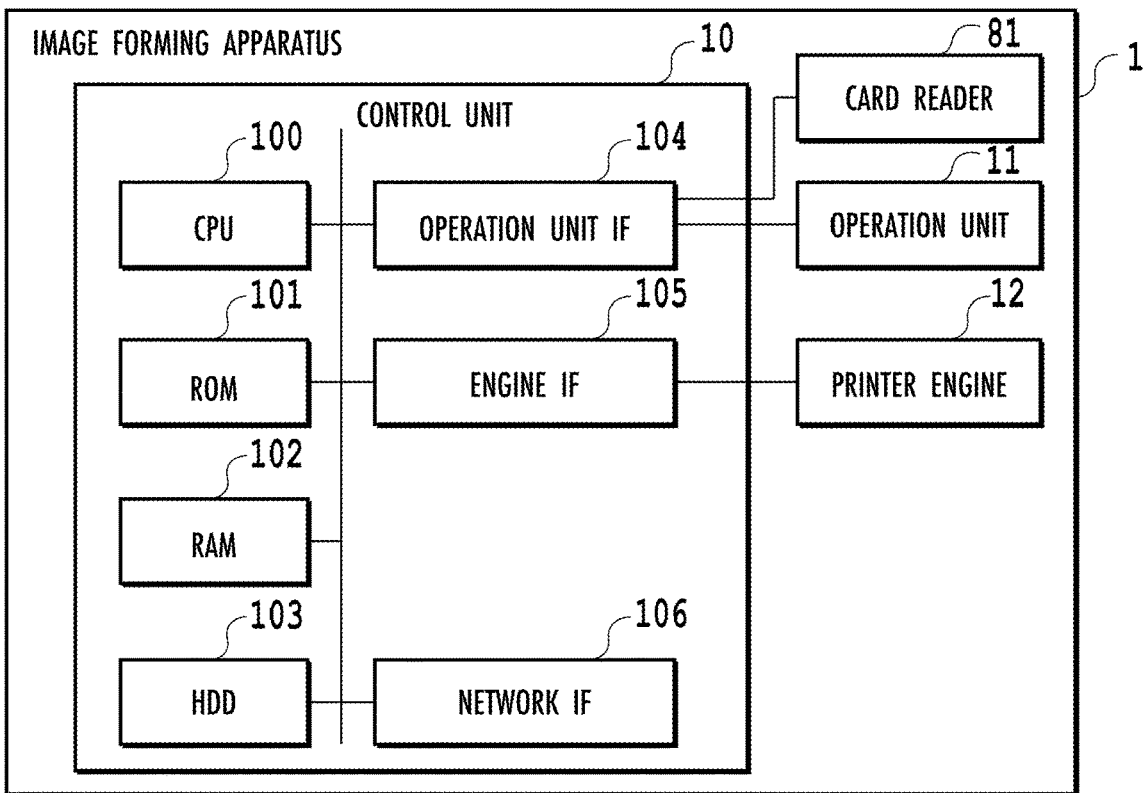 IMAGE FORMING APPARATUS
10
81
1
CARD READER
CONTROL UNIT
100
104
11
CPU
OPERATION UNIT IF
OPERATION UNIT
101
105
12
ROM
ENGINE IF
PRINTER ENGINE
102
RAM
103
106
HDD
NETWORK IF